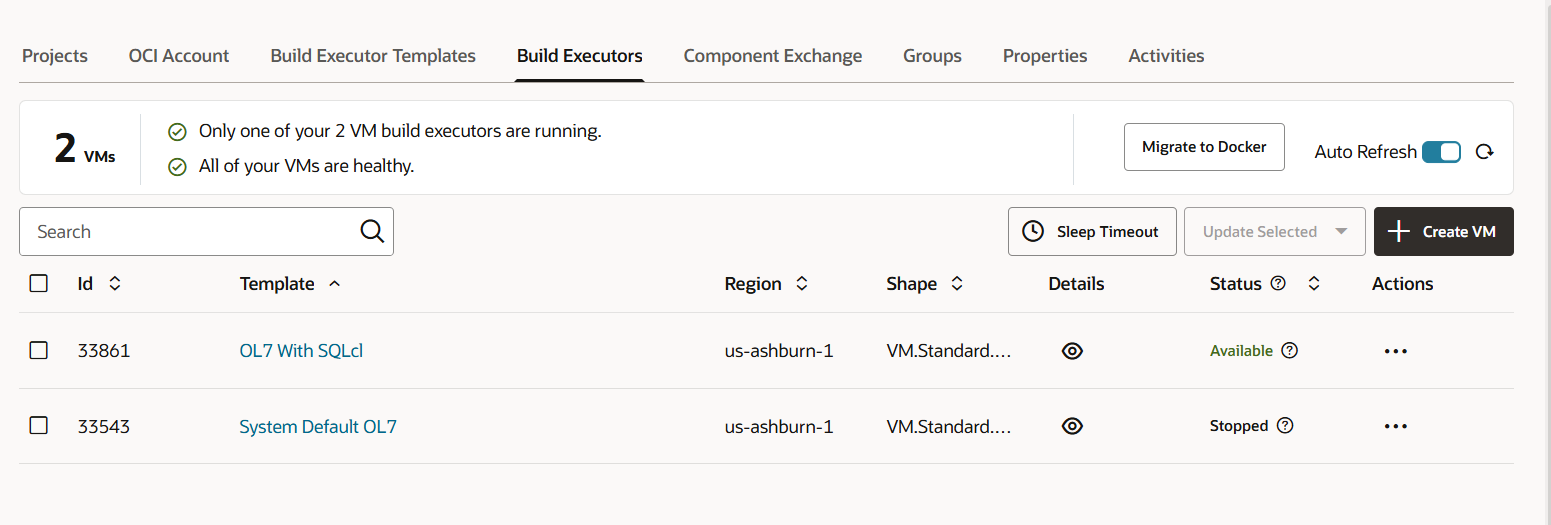 Projects OCI Account Build Executor Templates Build Executors Component Exchange Groups Properties Activities
2 VMs
Only one of your 2 VM build executors are running.
All of your VMs are healthy.
Migrate to Docker
Auto Refresh
Search
Sleep Timeout
Update Selected
Create VM
Id Template Region Shape Details Status Actions
33861 OL7 With SQLcl us-ashburn-1 VM.Standard.... Available
33543 System Default OL7 us-ashburn-1 VM.Standard.... Stopped